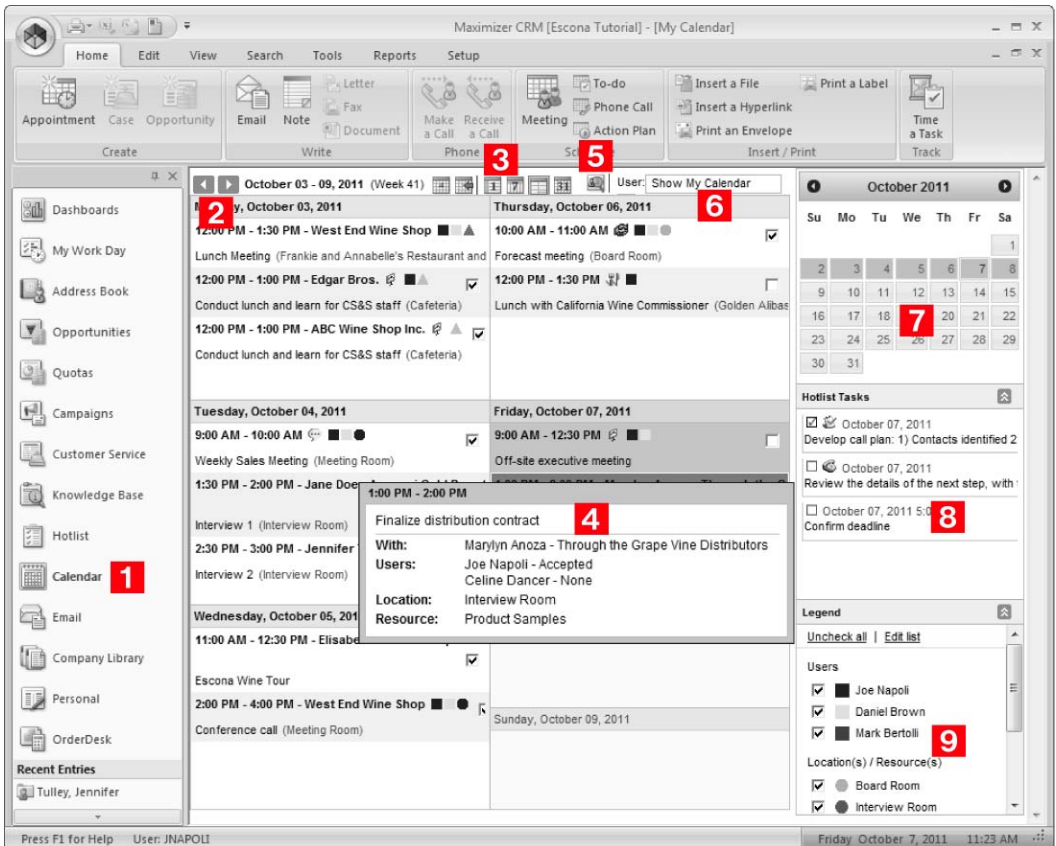 Maximizer CRM [Escona Tutorial] - [My Calendar]
Home Edit View Search Tools Reports Setup
Appointment Case Opportunity
Create
Email Note Letter
Fax
Document
Write
Make a Call Receive a Call
Phone
Meeting To-do
Phone Call
Action Plan
Insert a File Print a Label
Insert a Hyperlink
Print an Envelope
Insert / Print
Time a Task
Track
3
5
Dashboards
My Work Day
Address Book
Opportunities
Quotas
Campaigns
Customer Service
Knowledge Base
Hotlist
Calendar 1
Email
Company Library
Personal
OrderDesk
Recent Entries
Tulley, Jennifer
October 03 - 09, 2011 (Week 41) 1 7 31 User: Show My Calendar
2
6
October 03, 2011
12:00 PM - 1:30 PM - West End Wine Shop
Lunch Meeting (Frankie and Annabelle's Restaurant and
12:00 PM - 1:00 PM - Edgar Bros.
Conduct lunch and learn for CS&S staff (Cafeteria)
12:00 PM - 1:00 PM - ABC Wine Shop Inc.
Conduct lunch and learn for CS&S staff (Cafeteria)
Thursday, October 06, 2011
10:00 AM - 11:00 AM
Forecast meeting (Board Room)
12:00 PM - 1:30 PM
Lunch with California Wine Commissioner (Golden Alibas
Tuesday, October 04, 2011
9:00 AM - 10:00 AM
Weekly Sales Meeting (Meeting Room)
1:30 PM - 2:00 PM - Jane Doe
Interview 1 (Interview Room)
2:30 PM - 3:00 PM - Jennifer
Interview 2 (Interview Room)
Friday, October 07, 2011
9:00 AM - 12:30 PM
Off-site executive meeting
1:00 PM - 2:00 PM
Finalize distribution contract 4
With: Marylyn Anoza - Through the Grape Vine Distributors
Users: Joe Napoli - Accepted
Celine Dancer - None
Location: Interview Room
Resource: Product Samples
Wednesday, October 05, 201
11:00 AM - 12:30 PM - Elisabe
Escona Wine Tour
2:00 PM - 4:00 PM - West End Wine Shop
Conference call (Meeting Room)
Sunday, October 09, 2011
October 2011
Su Mo Tu We Th Fr Sa
1
2 3 4 5 6 7 8
9 10 11 12 13 14 15
16 17 18 7 20 21 22
23 24 25 26 27 28 29
30 31
Hotlist Tasks
October 07, 2011
Develop call plan: 1) Contacts identified 2
October 07, 2011
Review the details of the next step, with
October 07, 2011 5:0
8
Confirm deadline
Legend
Uncheck all | Edit list
Users
Joe Napoli
Daniel Brown
Mark Bertolli
9
Location(s) / Resource(s)
Board Room
Interview Room
Press F1 for Help User: JNAPOLI Friday October 7, 2011 11:23 AM